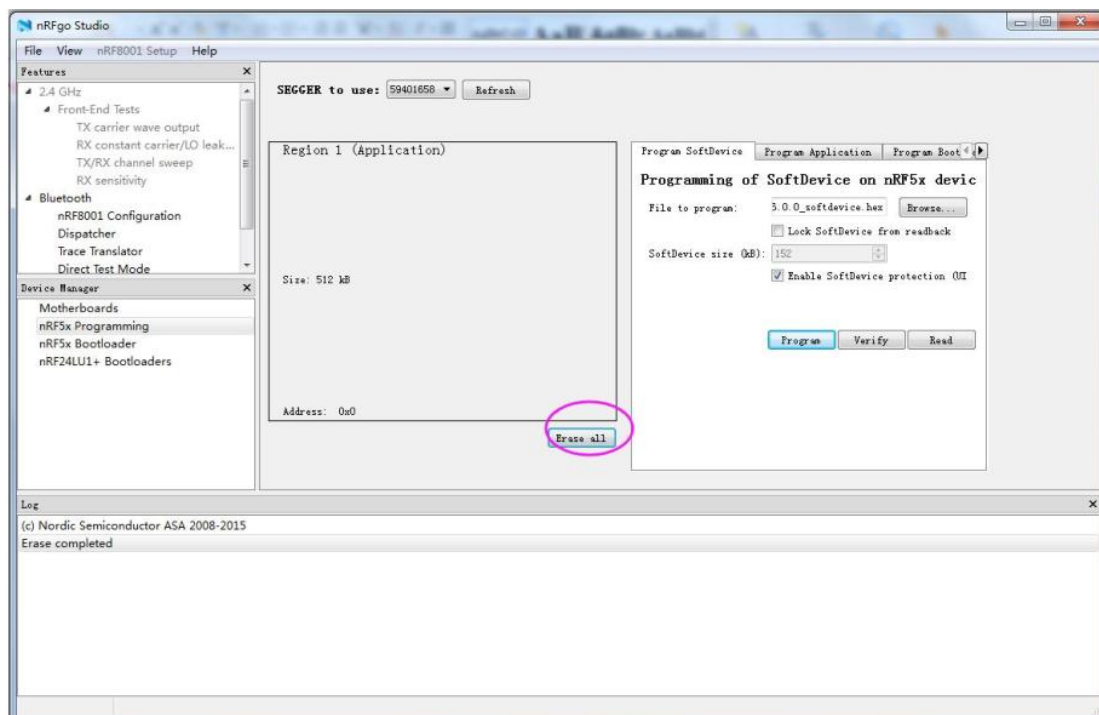 nRFgo Studio
File View nRF8001 Setup Help
Features
2.4 GHz
Front-End Tests
TX carrier wave output
RX constant carrier/LO leak...
TX/RX channel sweep
RX sensitivity
Bluetooth
nRF8001 Configuration
Dispatcher
Trace Translator
Direct Test Mode
Device Manager
Motherboards
nRF5x Programming
nRF5x Bootloader
nRF24LU1+ Bootloaders
SEGGER to use: 59401658 Refresh
Region 1 (Application)
Size: 512 kB
Address: 0x0
Erase all
Program SoftDevice Program Application Program Boot
Programming of SoftDevice on nRF5x devic
File to program: 5.0.0_softdevice.hex Browse...
Lock SoftDevice from readback
SoftDevice size (kB): 152
Enable SoftDevice protection (UI
Program Verify Read
Log
(c) Nordic Semiconductor ASA 2008-2015
Erase completed